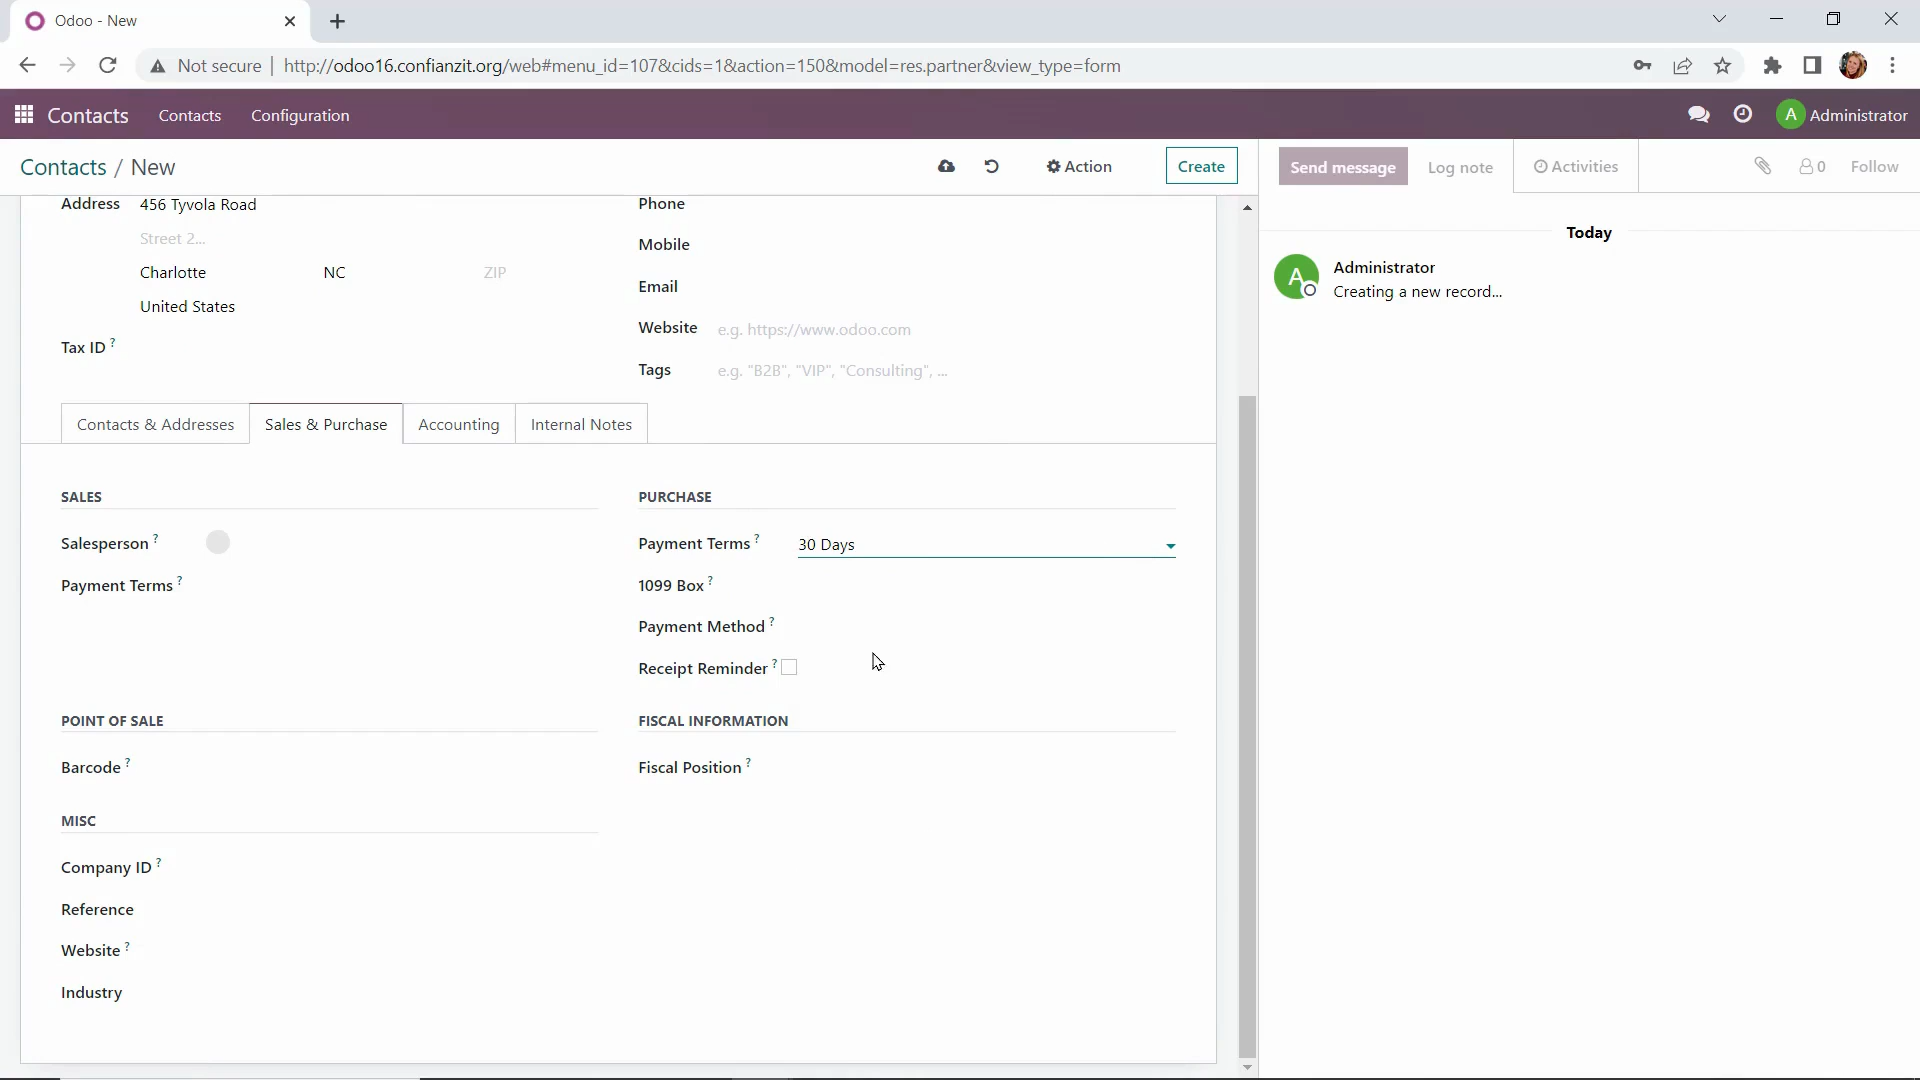 Odoo - New
Not secure | http://odoo16.confianzit.org/web#menu_id=107&cids=1&action=150&model=res.partner&view_type=form
Contacts Contacts Configuration A Administrator
Contacts / New Action Create Send message Log note Activities 0 Follow
Address 456 Tyvola Road
Street 2...
Charlotte NC ZIP
United States
Tax ID ?
Phone
Mobile
Email
Website e.g. https://www.odoo.com
Tags e.g. "B2B", "VIP", "Consulting", ...
Contacts & Addresses Sales & Purchase Accounting Internal Notes
SALES
Salesperson ?
Payment Terms ?
PURCHASE
Payment Terms ? 30 Days
1099 Box ?
Payment Method ?
Receipt Reminder ?
POINT OF SALE
Barcode ?
FISCAL INFORMATION
Fiscal Position ?
MISC
Company ID ?
Reference
Website ?
Industry
Today
A Administrator
Creating a new record...